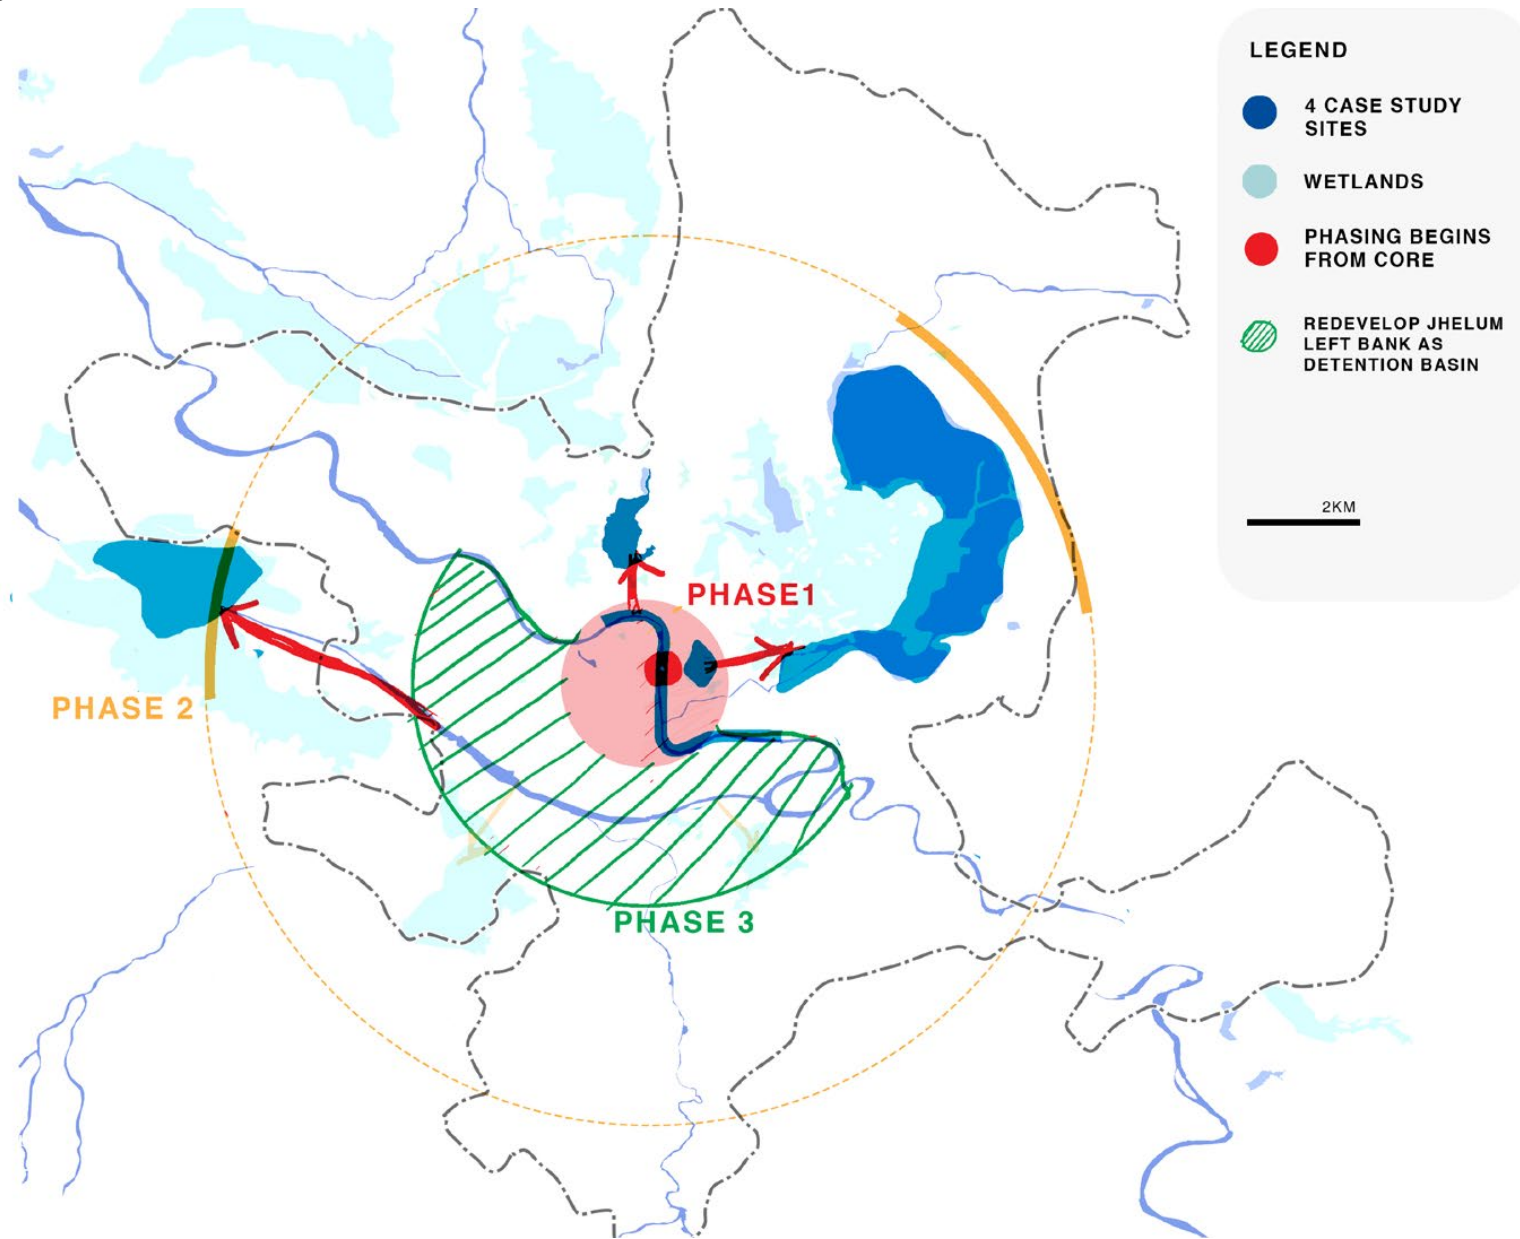 LEGEND
4 CASE STUDY
SITES
WETLANDS
PHASING BEGINS
FROM CORE
REDEVELOP JHELUM
LEFT BANK AS
DETENTION BASIN
2KM
PHASE1
PHASE 2
PHASE 3